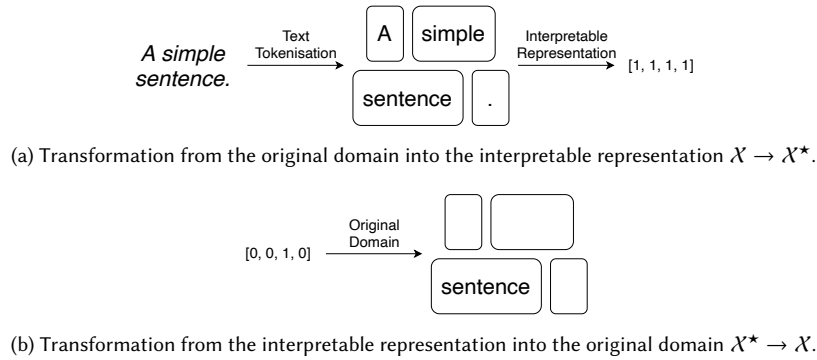 A simple
sentence.
Text
Tokenisation
A
simple
sentence
.
Interpretable
Representation
[1, 1, 1, 1]
(a) Transformation from the original domain into the interpretable representation 𝒳 → 𝒳★.
[0, 0, 1, 0]
Original
Domain
sentence
(b) Transformation from the interpretable representation into the original domain 𝒳★ → 𝒳.